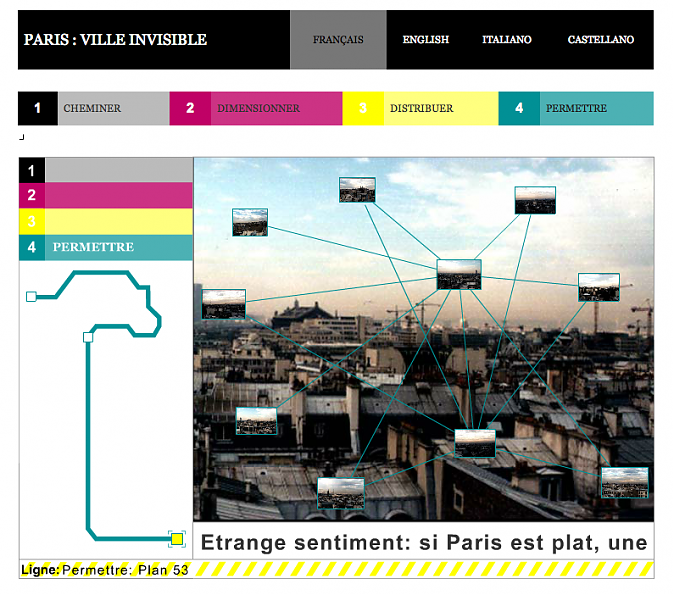 PARIS : VILLE INVISIBLE FRANÇAIS ENGLISH ITALIANO CASTELLANO
1 CHEMINER 2 DIMENSIONNER 3 DISTRIBUER 4 PERMETTRE
1
2
3
4 PERMETTRE
Etrange sentiment: si Paris est plat, une
Ligne: Permettre: Plan 53